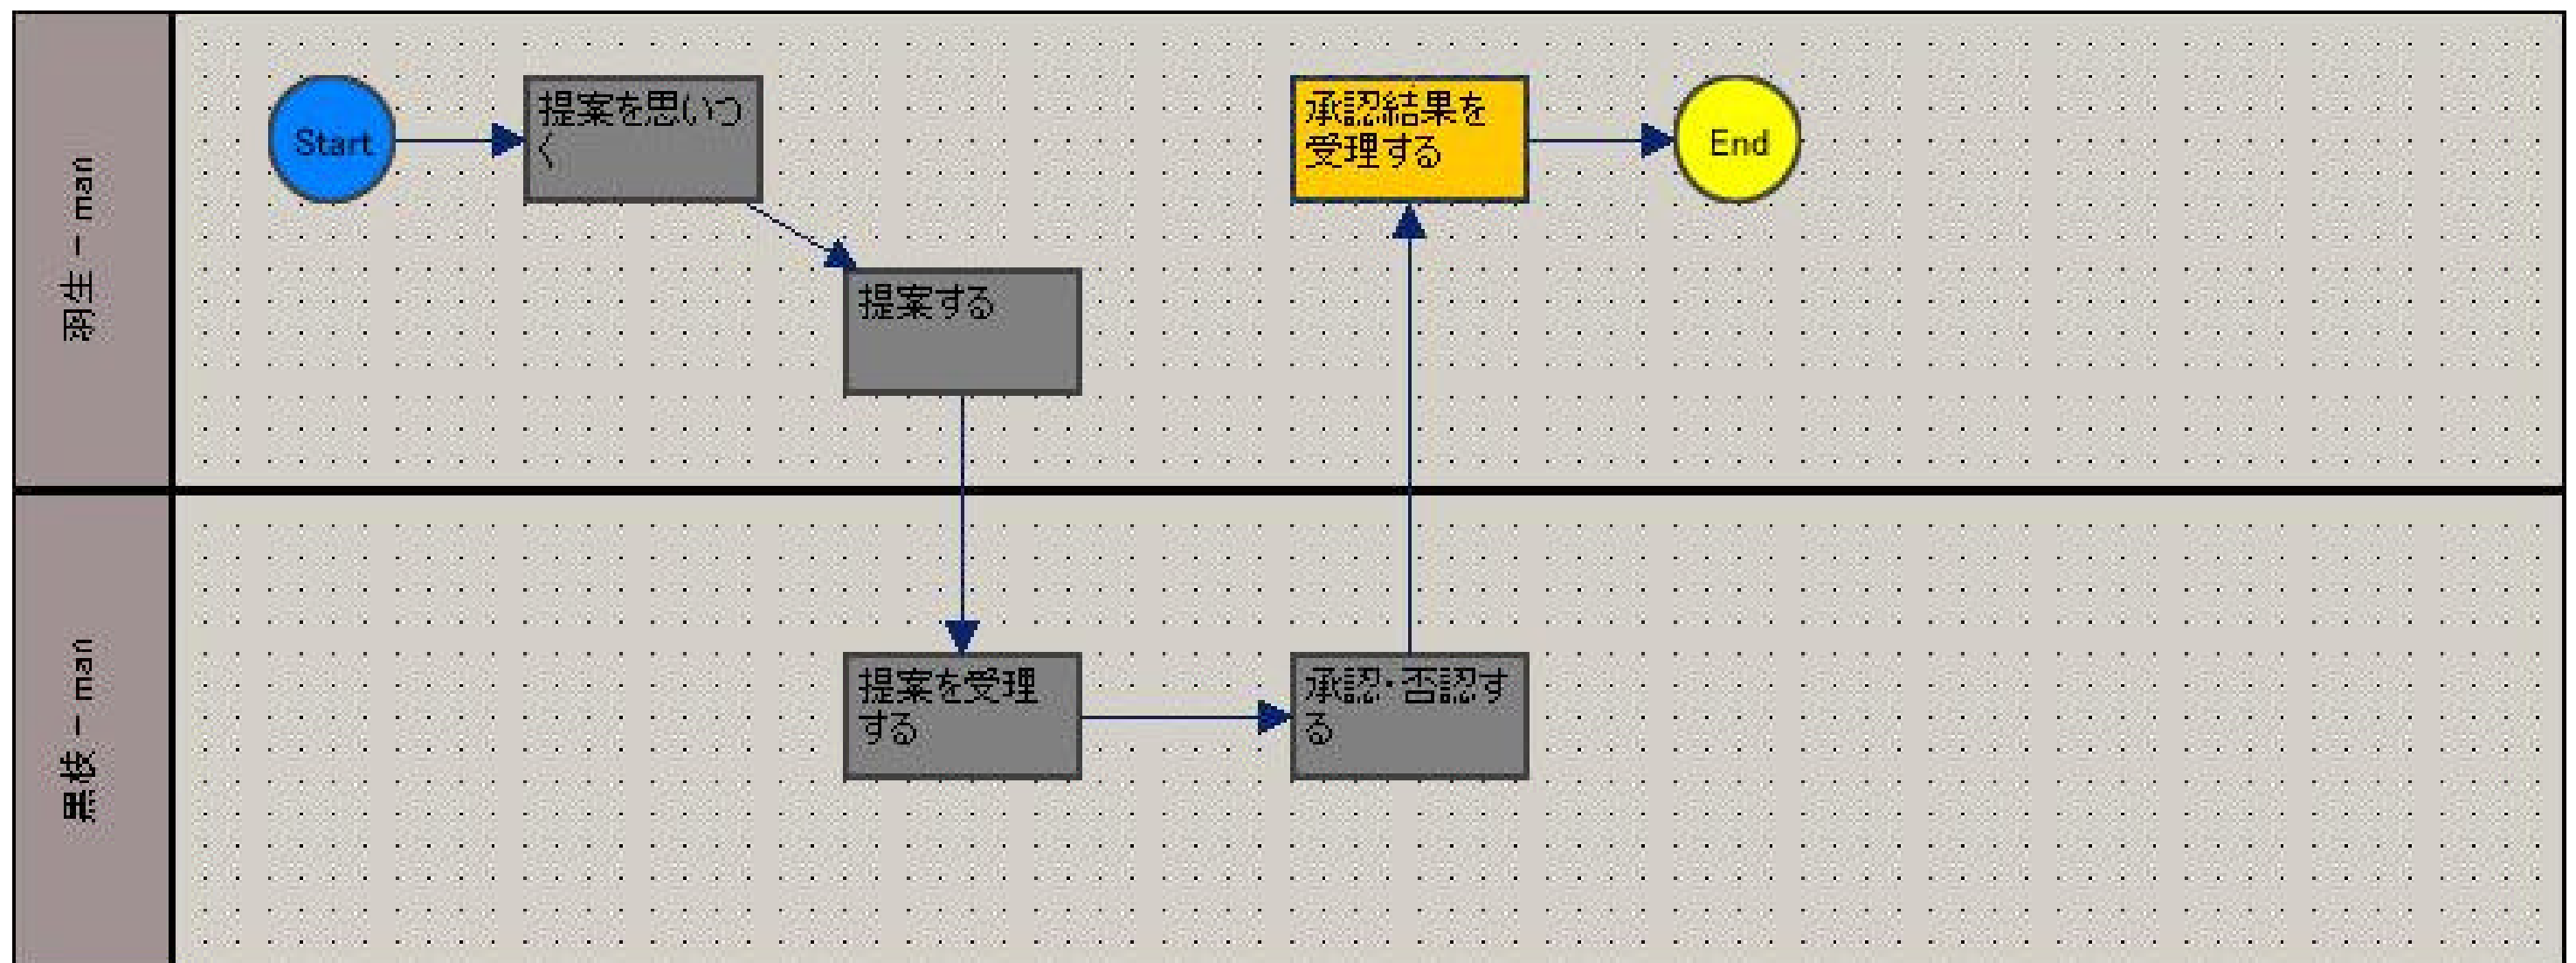 羽生 - man
Start
提案を思いつ
く
提案する
承認結果を
受理する
End
黒枝 - man
提案を受理
する
承認・否認す
る